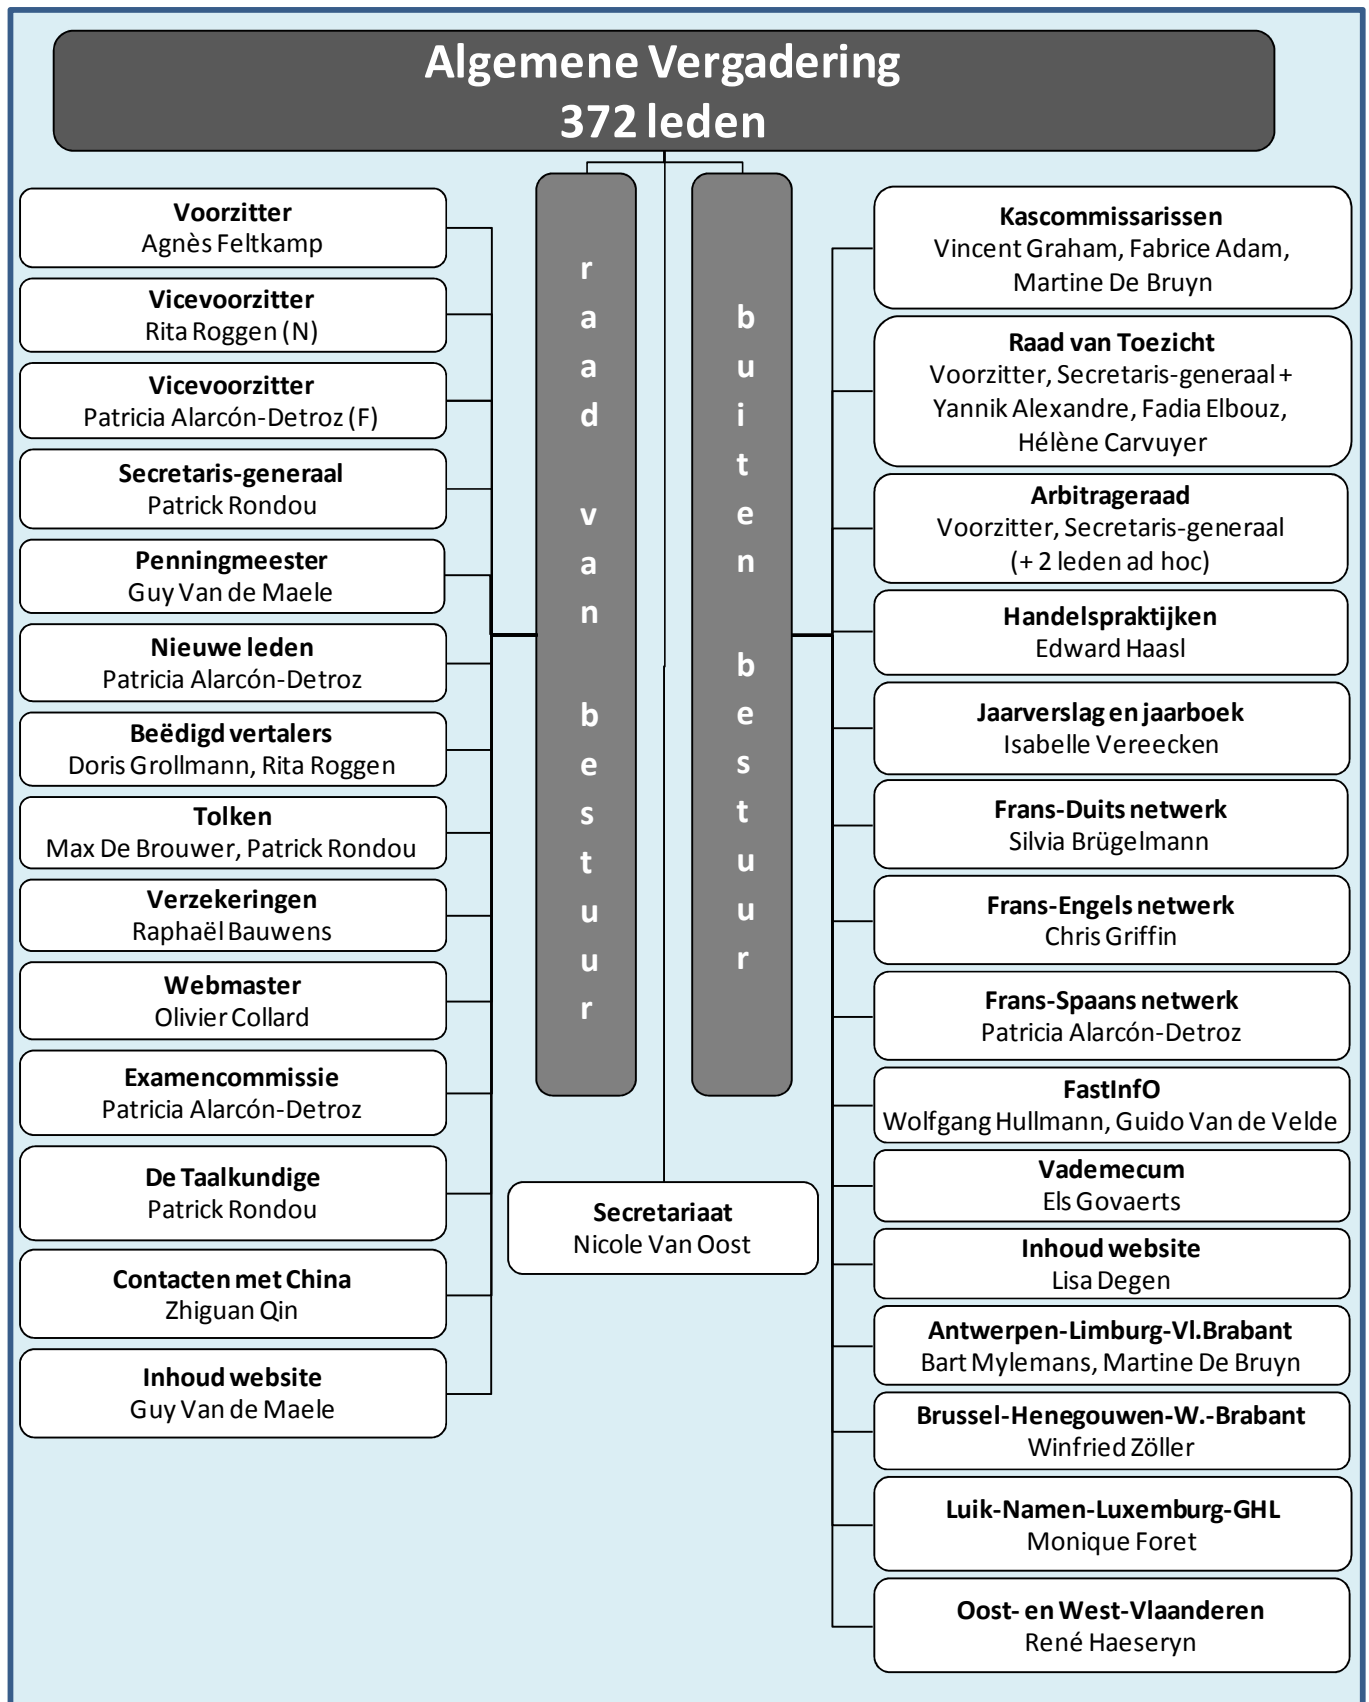 Algemene Vergadering
372 leden
Voorzitter
Agnès Feltkamp
Vicevoorzitter
Rita Roggen (N)
Vicevoorzitter
Patricia Alarcón-Detroz (F)
Secretaris-generaal
Patrick Rondou
Penningmeester
Guy Van de Maele
Nieuwe leden
Patricia Alarcón-Detroz
Beëdigd vertalers
Doris Grollmann, Rita Roggen
Tolken
Max De Brouwer, Patrick Rondou
Verzekeringen
Raphaël Bauwens
Webmaster
Olivier Collard
Examencommissie
Patricia Alarcón-Detroz
De Taalkundige
Patrick Rondou
Contacten met China
Zhiguan Qin
Inhoud website
Guy Van de Maele
raad van bestuur
Secretariaat
Nicole Van Oost
buiten bestuur
Kascommissarissen
Vincent Graham, Fabrice Adam,
Martine De Bruyn
Raad van Toezicht
Voorzitter, Secretaris-generaal +
Yannik Alexandre, Fadia Elbouz,
Hélène Carvuyer
Arbitrageraad
Voorzitter, Secretaris-generaal
(+ 2 leden ad hoc)
Handelspraktijken
Edward Haasl
Jaarverslag en jaarboek
Isabelle Vereecken
Frans-Duits netwerk
Silvia Brügelmann
Frans-Engels netwerk
Chris Griffin
Frans-Spaans netwerk
Patricia Alarcón-Detroz
FastInfO
Wolfgang Hullmann, Guido Van de Velde
Vademecum
Els Govaerts
Inhoud website
Lisa Degen
Antwerpen-Limburg-Vl.Brabant
Bart Mylemans, Martine De Bruyn
Brussel-Henegouwen-W.-Brabant
Winfried Zöller
Luik-Namen-Luxemburg-GHL
Monique Foret
Oost- en West-Vlaanderen
René Haeseryn